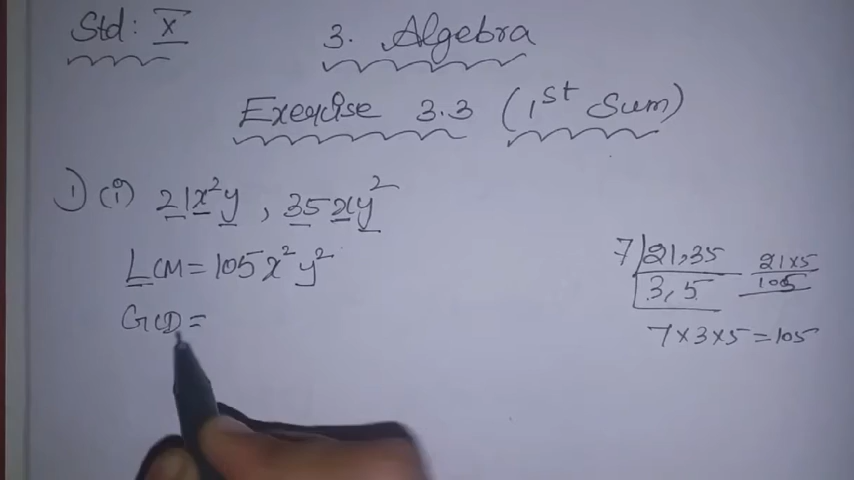 Std: X
3. Algebra
Exercise 3.3 (1st Sum)
1) (i) 21x²y , 35xy²
LCM = 105x²y²
GCD =
7 | 21, 35
3, 5
7 × 3 × 5 = 105
21 × 5
105